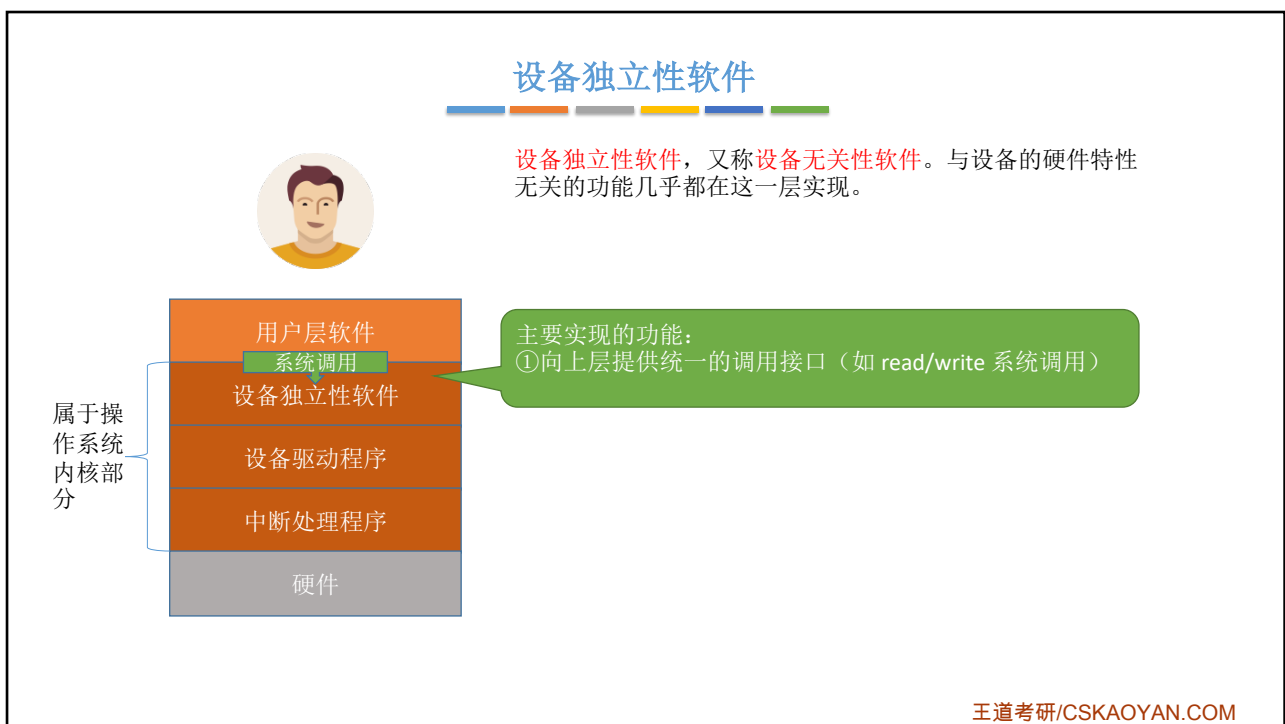 设备独立性软件
设备独立性软件，又称设备无关性软件。与设备的硬件特性
无关的功能几乎都在这一层实现。
用户层软件
系统调用
设备独立性软件
设备驱动程序
中断处理程序
硬件
属于操
作系统
内核部
分
主要实现的功能：
①向上层提供统一的调用接口（如 read/write 系统调用）
王道考研/CSKAOYAN.COM